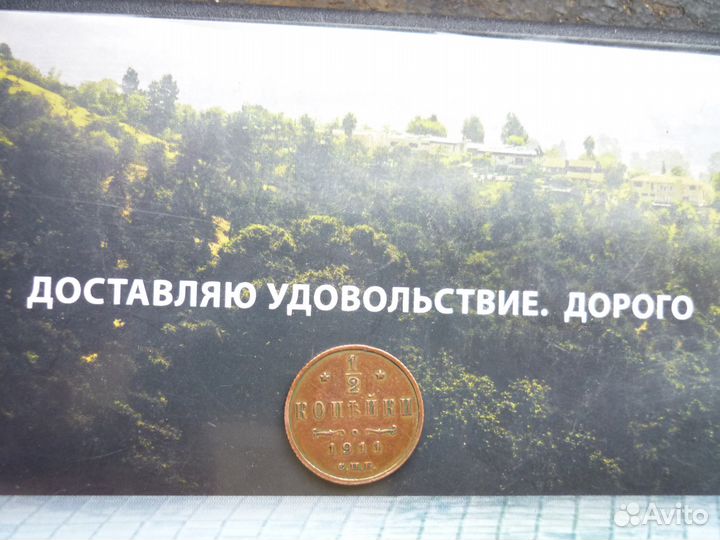 ДОСТАВЛЯЮ УДОВОЛЬСТВИЕ. ДОРОГО
1/2
КОПѢЙКИ
1911
С.П.Б.
Avito